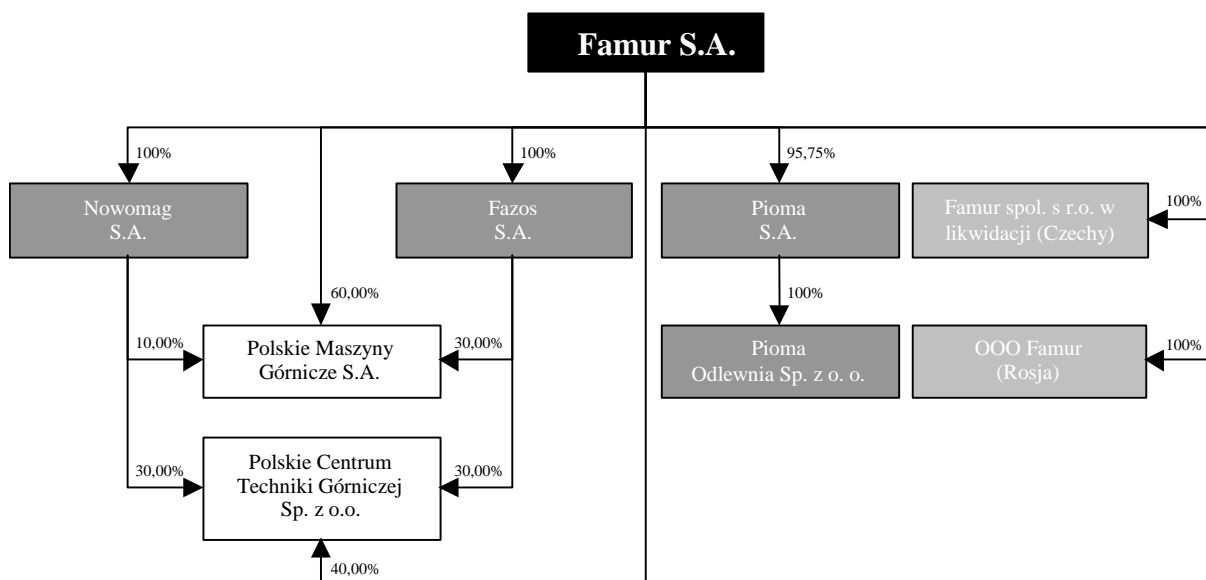 Famur S.A.
100%
100%
95,75%
Nowomag
S.A.
Fazos
S.A.
Pioma
S.A.
Famur spol. s r.o. w
likwidacji (Czechy)
100%
60,00%
100%
10,00%
Polskie Maszyny
Górnicze S.A.
30,00%
Pioma
Odlewnia Sp. z o. o.
OOO Famur
(Rosja)
100%
30,00%
Polskie Centrum
Techniki Górniczej
Sp. z o.o.
30,00%
40,00%